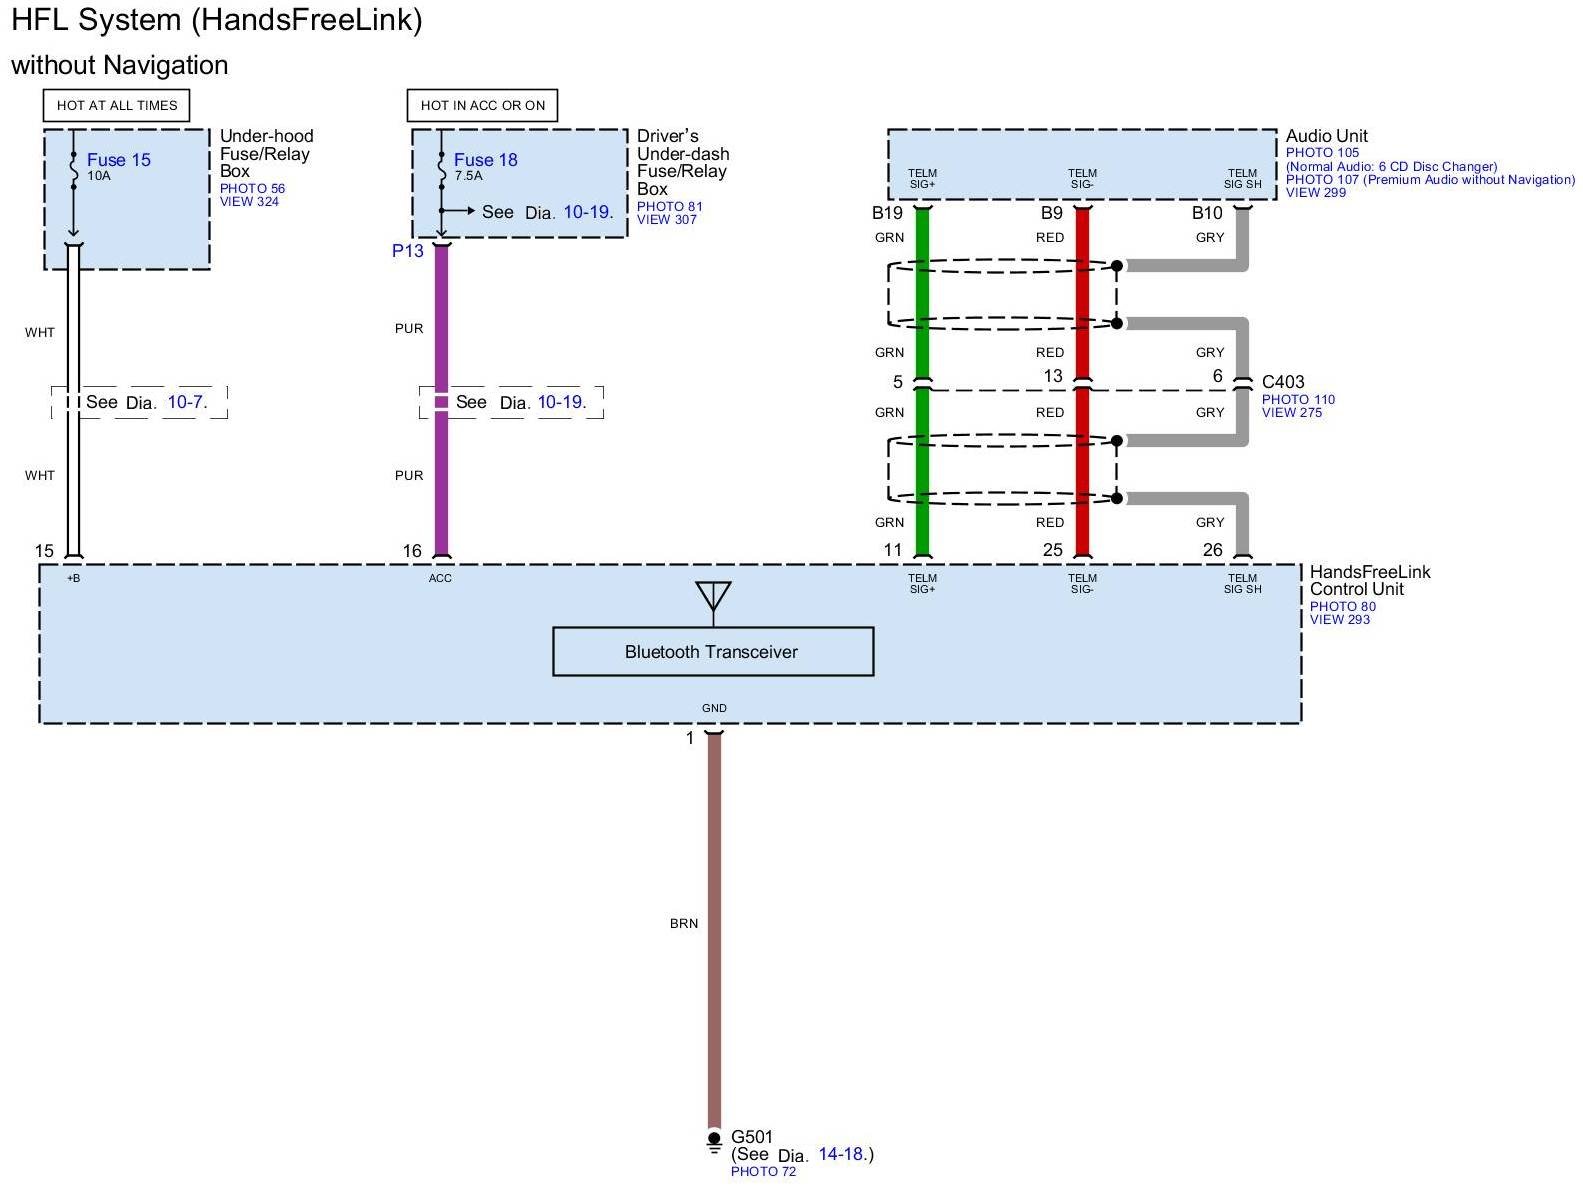 HFL System (HandsFreeLink)
without Navigation
HOT AT ALL TIMES
Under-hood
Fuse/Relay
Box
PHOTO 56
VIEW 324
Fuse 15
10A
HOT IN ACC OR ON
Driver's
Under-dash
Fuse/Relay
Box
PHOTO 81
VIEW 307
Fuse 18
7.5A
See Dia. 10-19.
P13
Audio Unit
PHOTO 105
(Normal Audio: 6 CD Disc Changer)
PHOTO 107 (Premium Audio without Navigation)
VIEW 299
TELM
SIG+
TELM
SIG-
TELM
SIG SH
B19
B9
B10
GRN
RED
GRY
WHT
PUR
GRN
RED
GRY
5
13
6
C403
PHOTO 110
VIEW 275
See Dia. 10-7.
See Dia. 10-19.
GRN
RED
GRY
WHT
PUR
GRN
RED
GRY
15
16
11
25
26
+B
ACC
TELM
SIG+
TELM
SIG-
TELM
SIG SH
HandsFreeLink
Control Unit
PHOTO 80
VIEW 293
Bluetooth Transceiver
GND
1
BRN
G501
(See Dia. 14-18.)
PHOTO 72